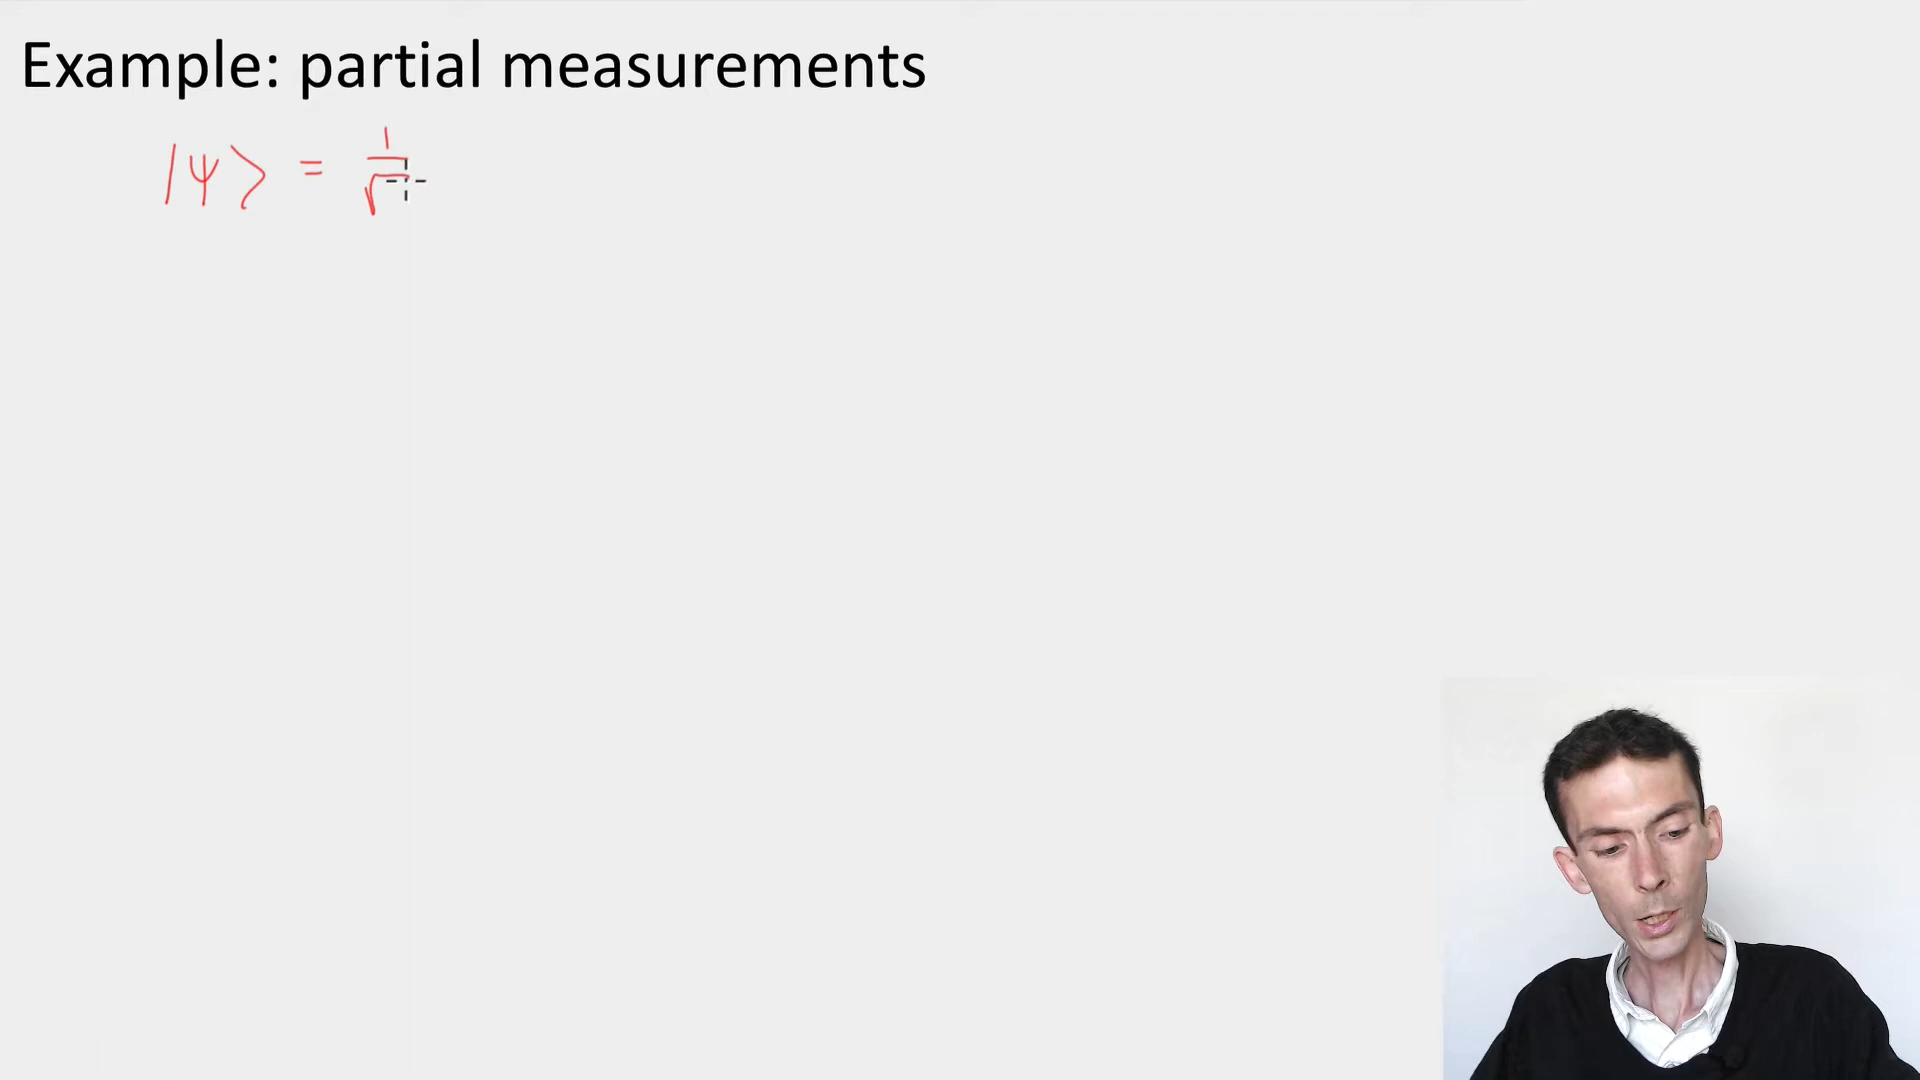 Example: partial measurements
|ψ⟩ = 1/√